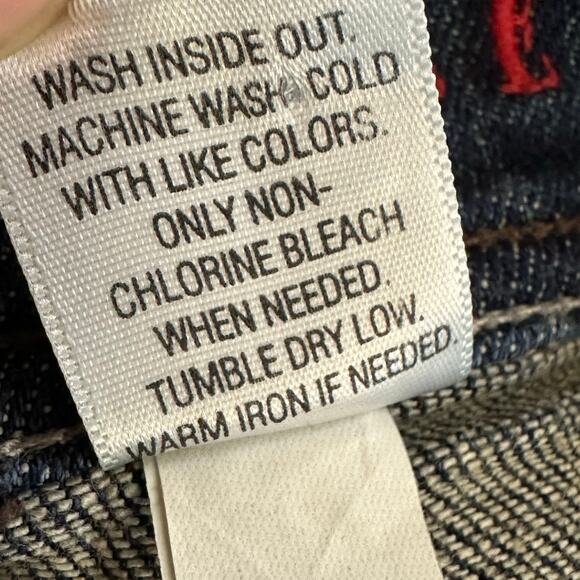 WASH INSIDE OUT.
MACHINE WASH COLD
WITH LIKE COLORS.
ONLY NON-
CHLORINE BLEACH
WHEN NEEDED.
TUMBLE DRY LOW.
WARM IRON IF NEEDED.